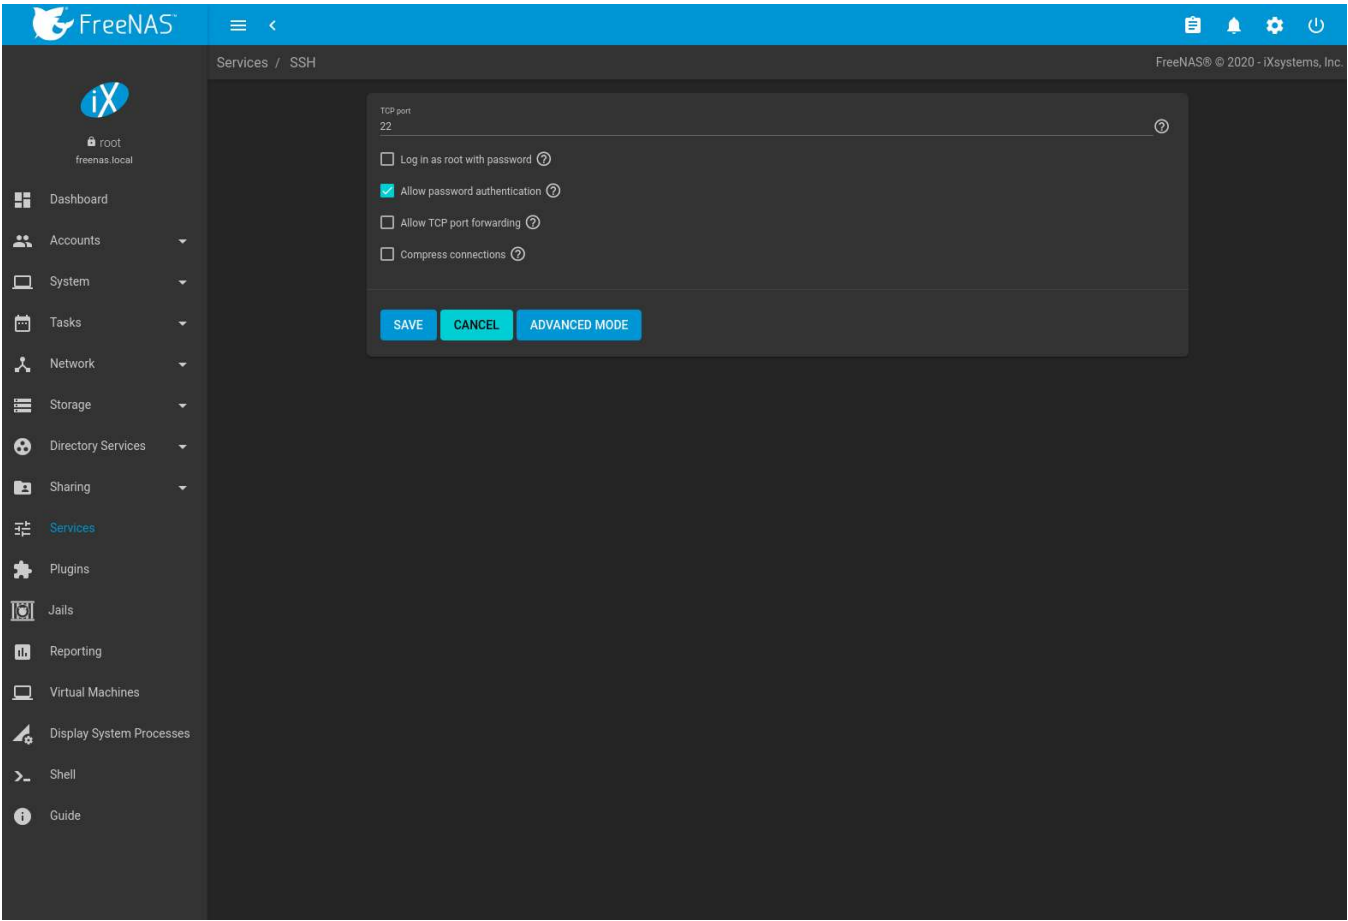 FreeNAS™
Services / SSH
FreeNAS® © 2020 - iXsystems, Inc.
iX
root
freenas.local
Dashboard
Accounts
System
Tasks
Network
Storage
Directory Services
Sharing
Services
Plugins
Jails
Reporting
Virtual Machines
Display System Processes
Shell
Guide
TCP port
22
Log in as root with password
Allow password authentication
Allow TCP port forwarding
Compress connections
SAVE CANCEL ADVANCED MODE